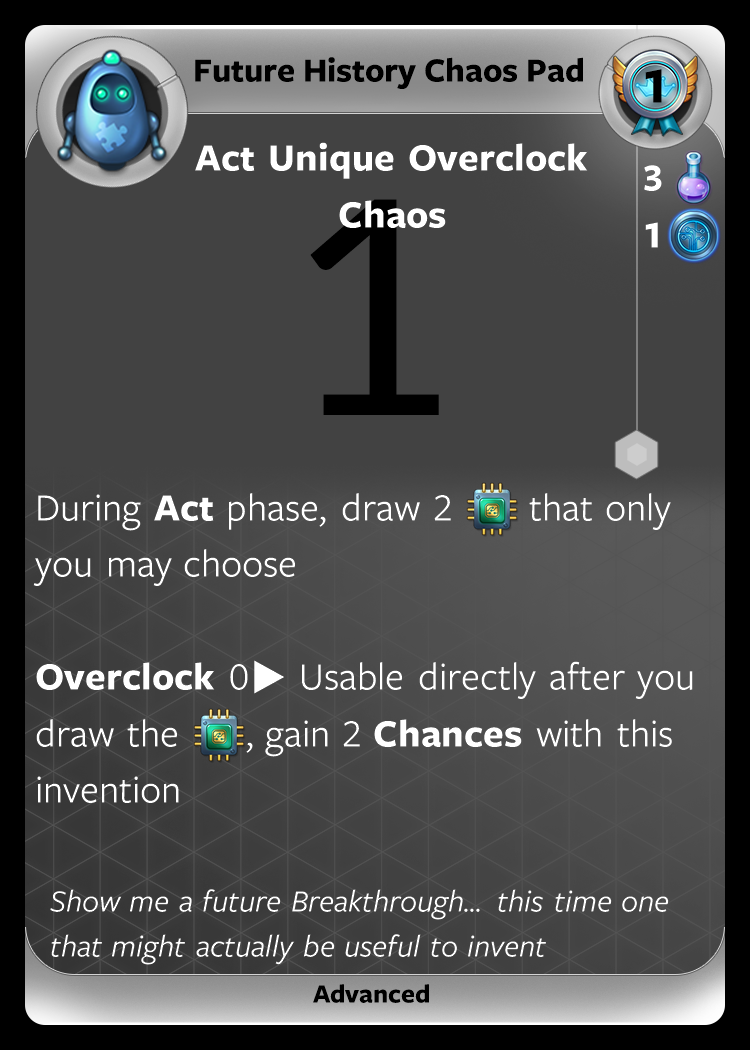 Future History Chaos Pad
1
Act Unique Overclock
Chaos
3
1
1
During Act phase, draw 2 that only
you may choose
Overclock 0▶ Usable directly after you
draw the , gain 2 Chances with this
invention
Show me a future Breakthrough... this time one
that might actually be useful to invent
Advanced